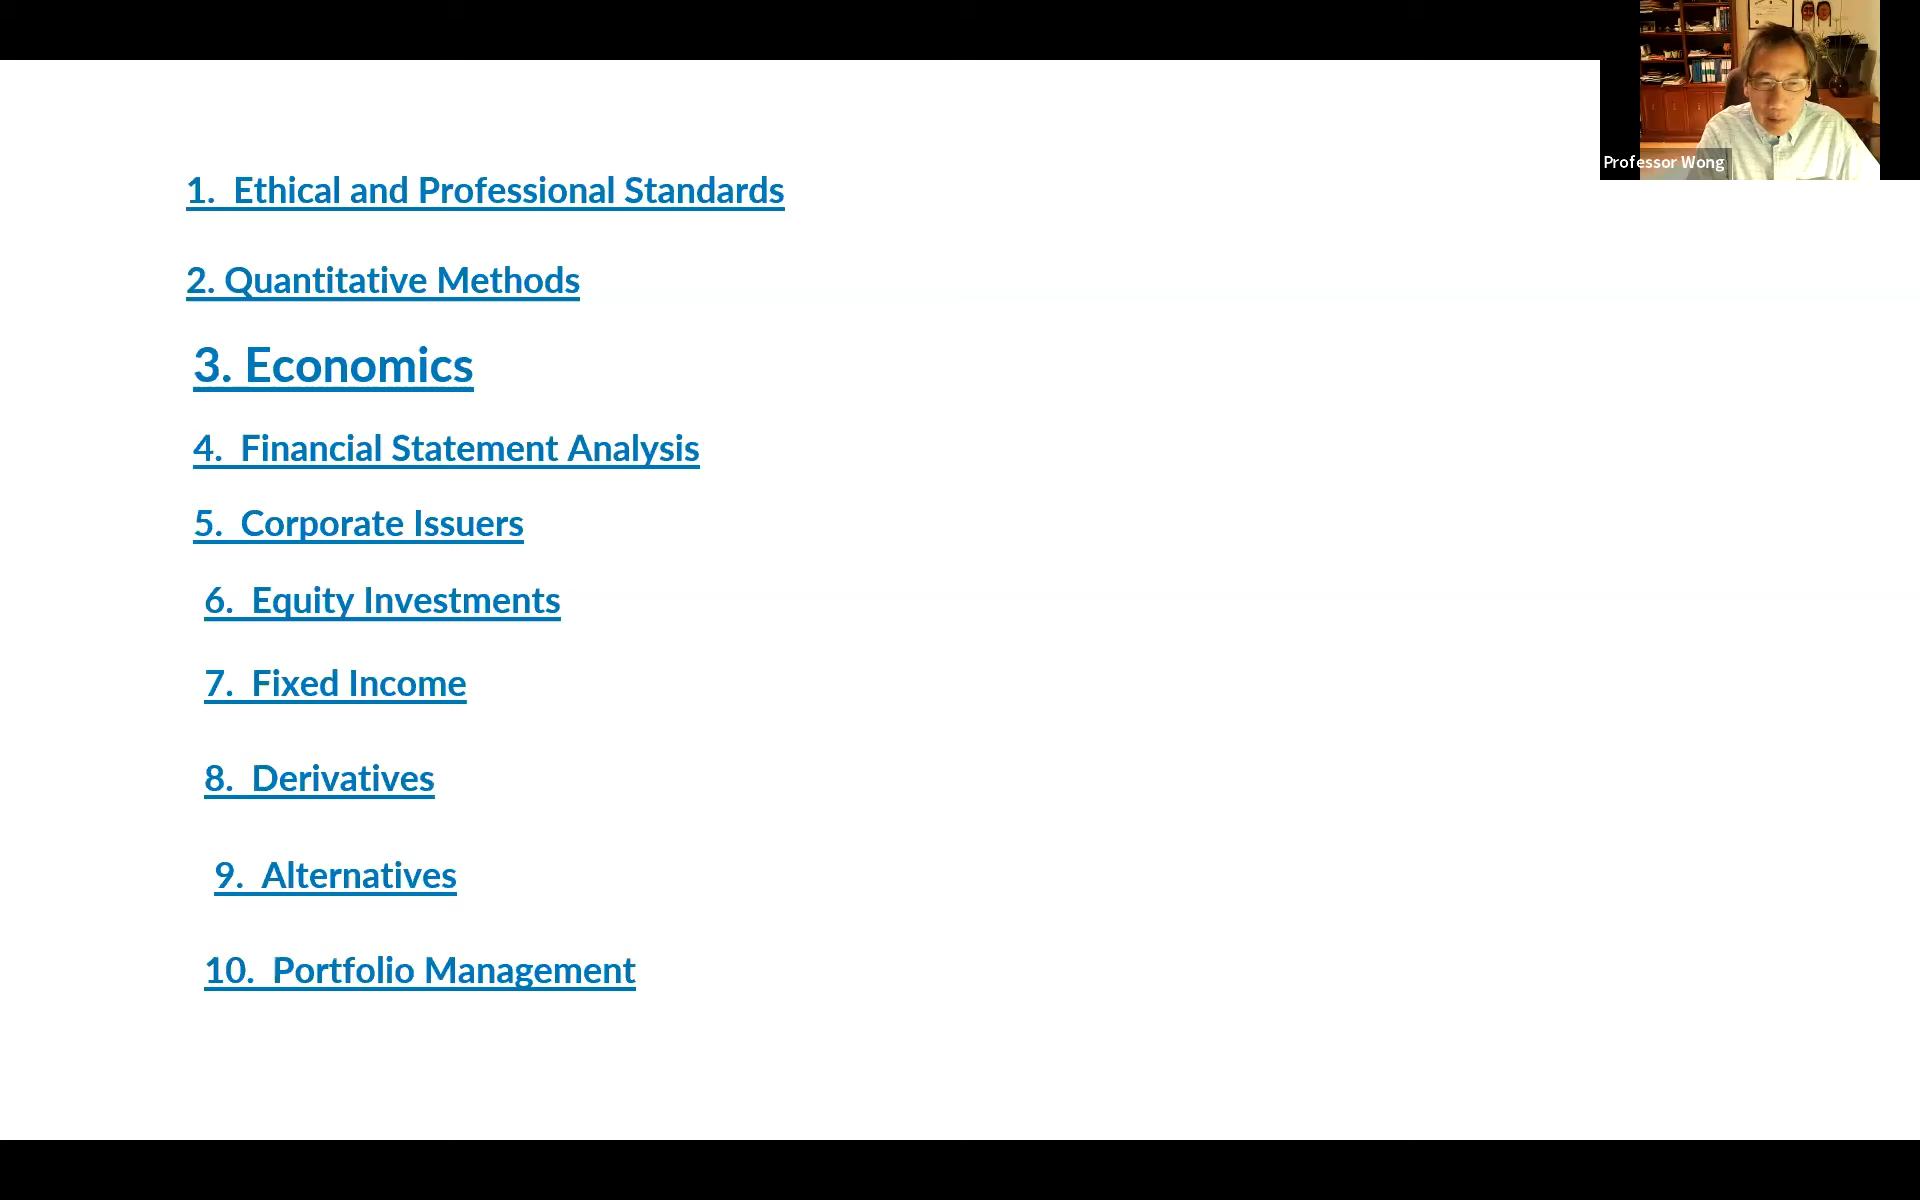 Professor Wong
1. Ethical and Professional Standards
2. Quantitative Methods
3. Economics
4. Financial Statement Analysis
5. Corporate Issuers
6. Equity Investments
7. Fixed Income
8. Derivatives
9. Alternatives
10. Portfolio Management